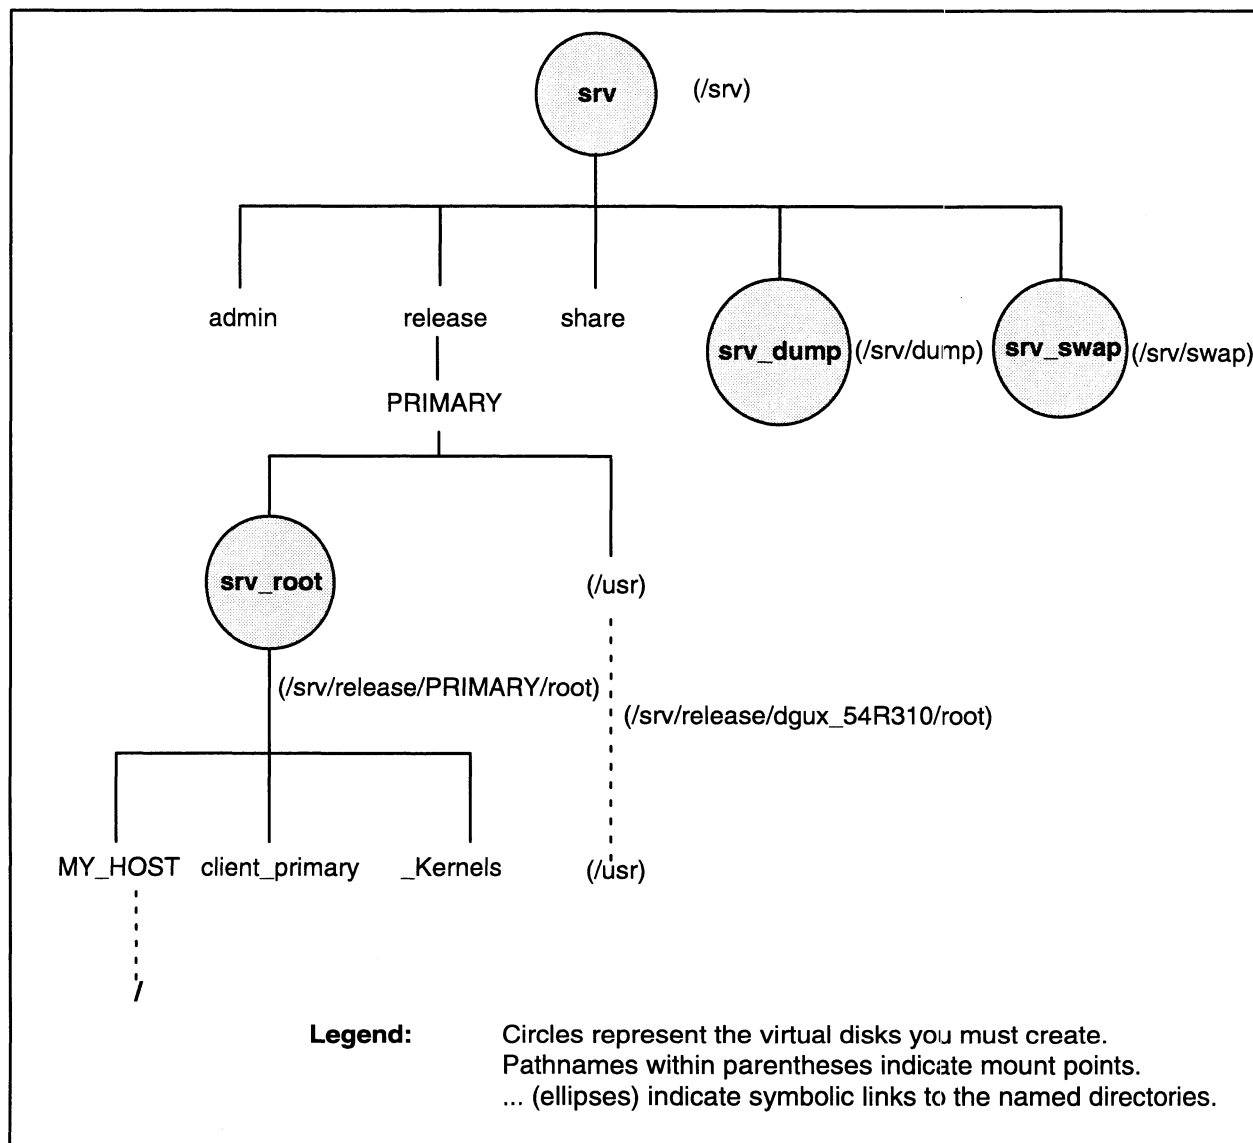 srv (/srv)
admin release share srv_dump (/srv/dump) srv_swap (/srv/swap)
PRIMARY
srv_root (/usr)
(/srv/release/PRIMARY/root)
(/srv/release/dgux_54R310/root)
MY_HOST client_primary _Kernels (/usr)
/
Legend: Circles represent the virtual disks you must create.
Pathnames within parentheses indicate mount points.
... (ellipses) indicate symbolic links to the named directories.